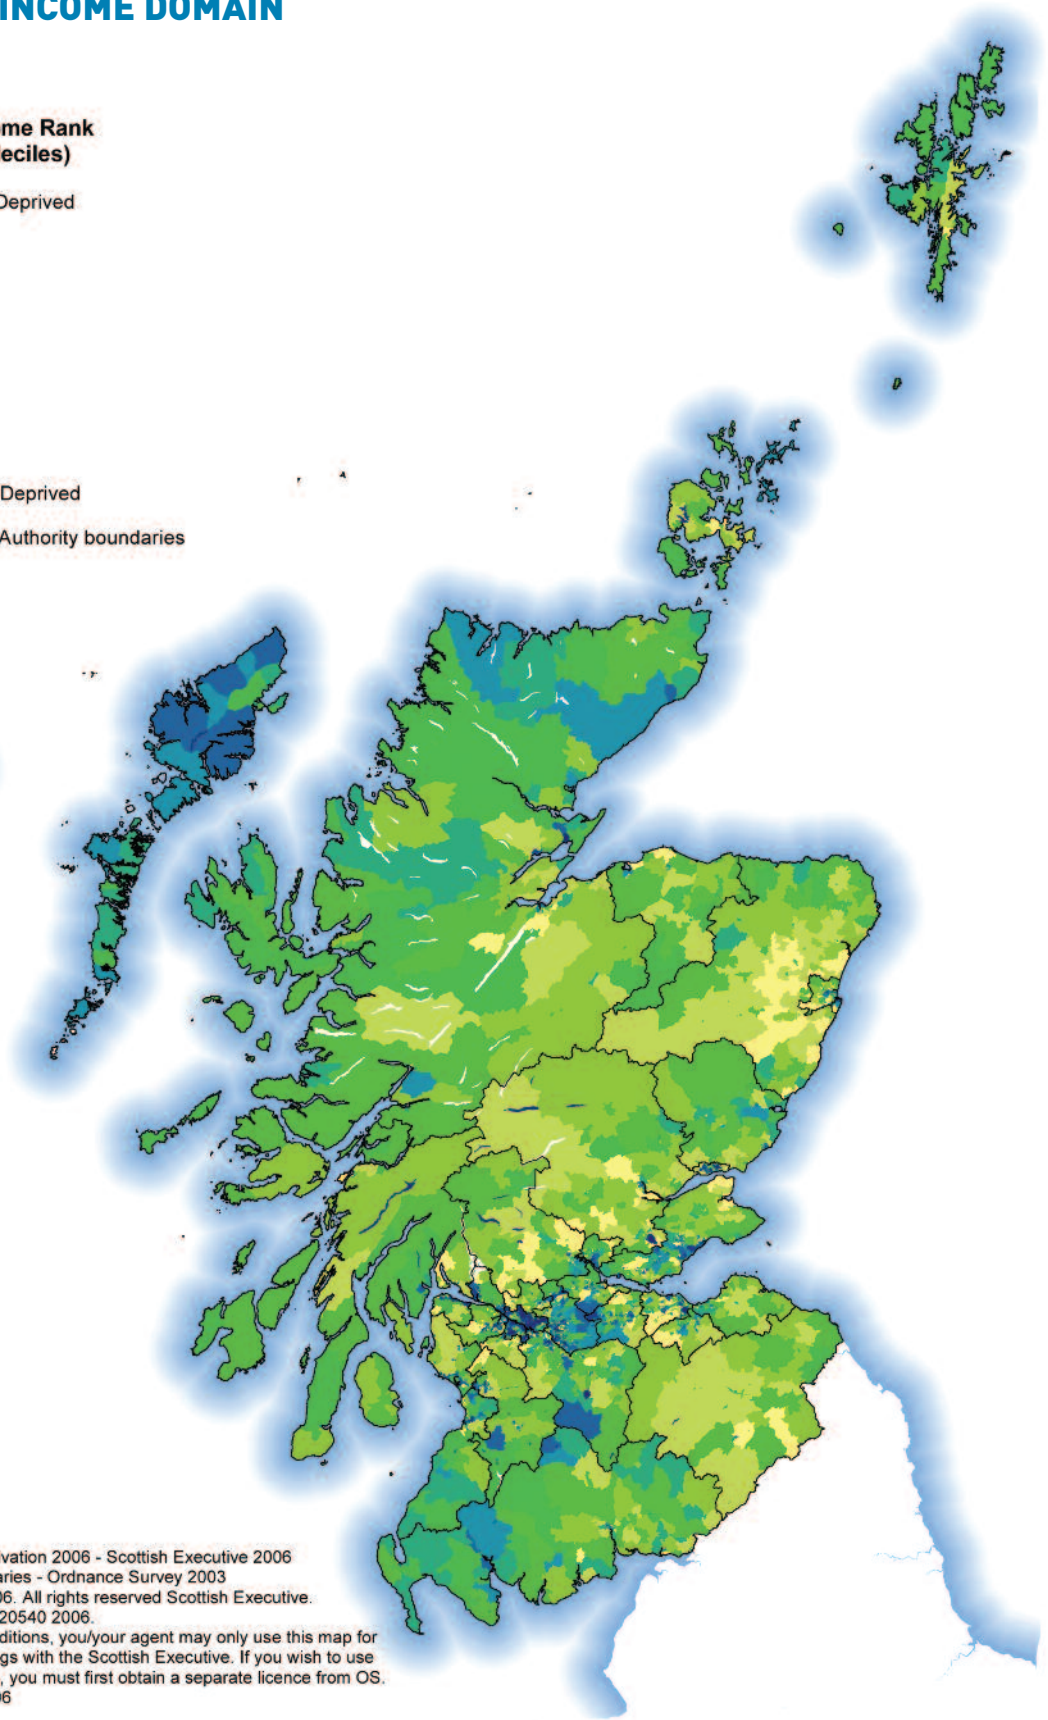 INCOME DOMAIN
me Rank
eciles)
Deprived
Deprived
Authority boundaries
vation 2006 - Scottish Executive 2006
aries - Ordnance Survey 2003
06. All rights reserved Scottish Executive.
20540 2006.
ditions, you/your agent may only use this map for
gs with the Scottish Executive. If you wish to use
, you must first obtain a separate licence from OS.
06